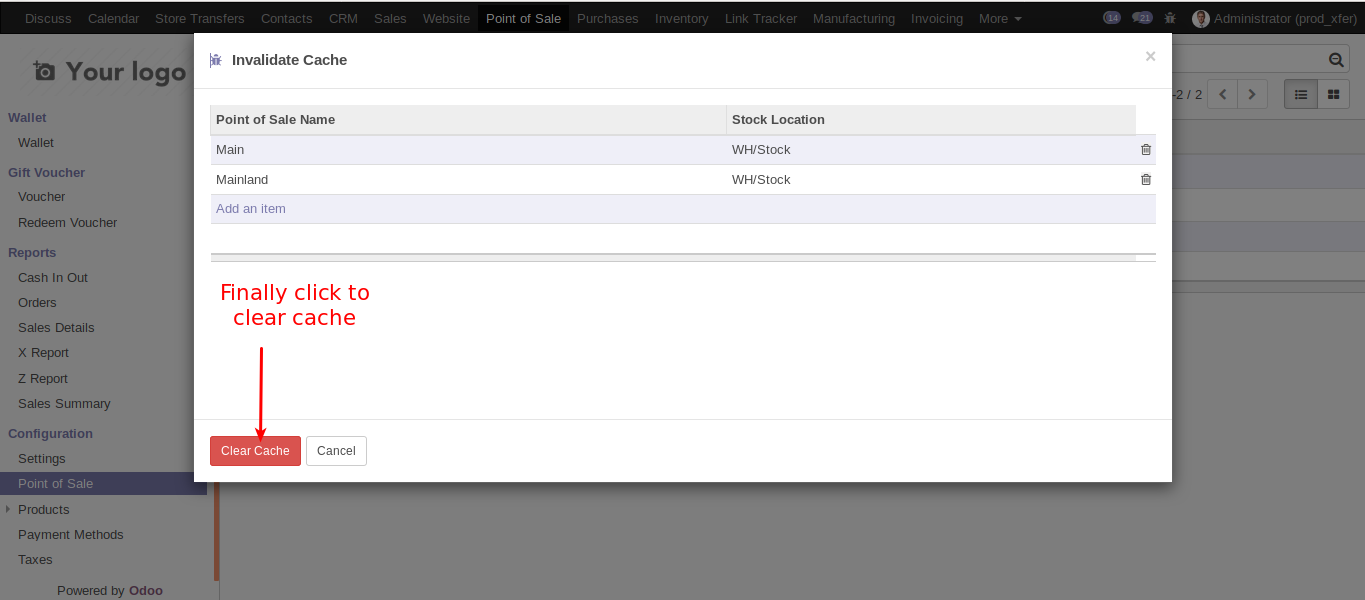 Discuss Calendar Store Transfers Contacts CRM Sales Website Point of Sale Purchases Inventory Link Tracker Manufacturing Invoicing More 14 21 Administrator (prod_xfer)
Invalidate Cache ×
Your logo
-2 / 2
Wallet
Wallet
Gift Voucher
Voucher
Redeem Voucher
Reports
Cash In Out
Orders
Sales Details
X Report
Z Report
Sales Summary
Configuration
Settings
Point of Sale
Products
Payment Methods
Taxes
Powered by Odoo
Point of Sale Name Stock Location
Main WH/Stock
Mainland WH/Stock
Add an item
Finally click to
clear cache
Clear Cache Cancel